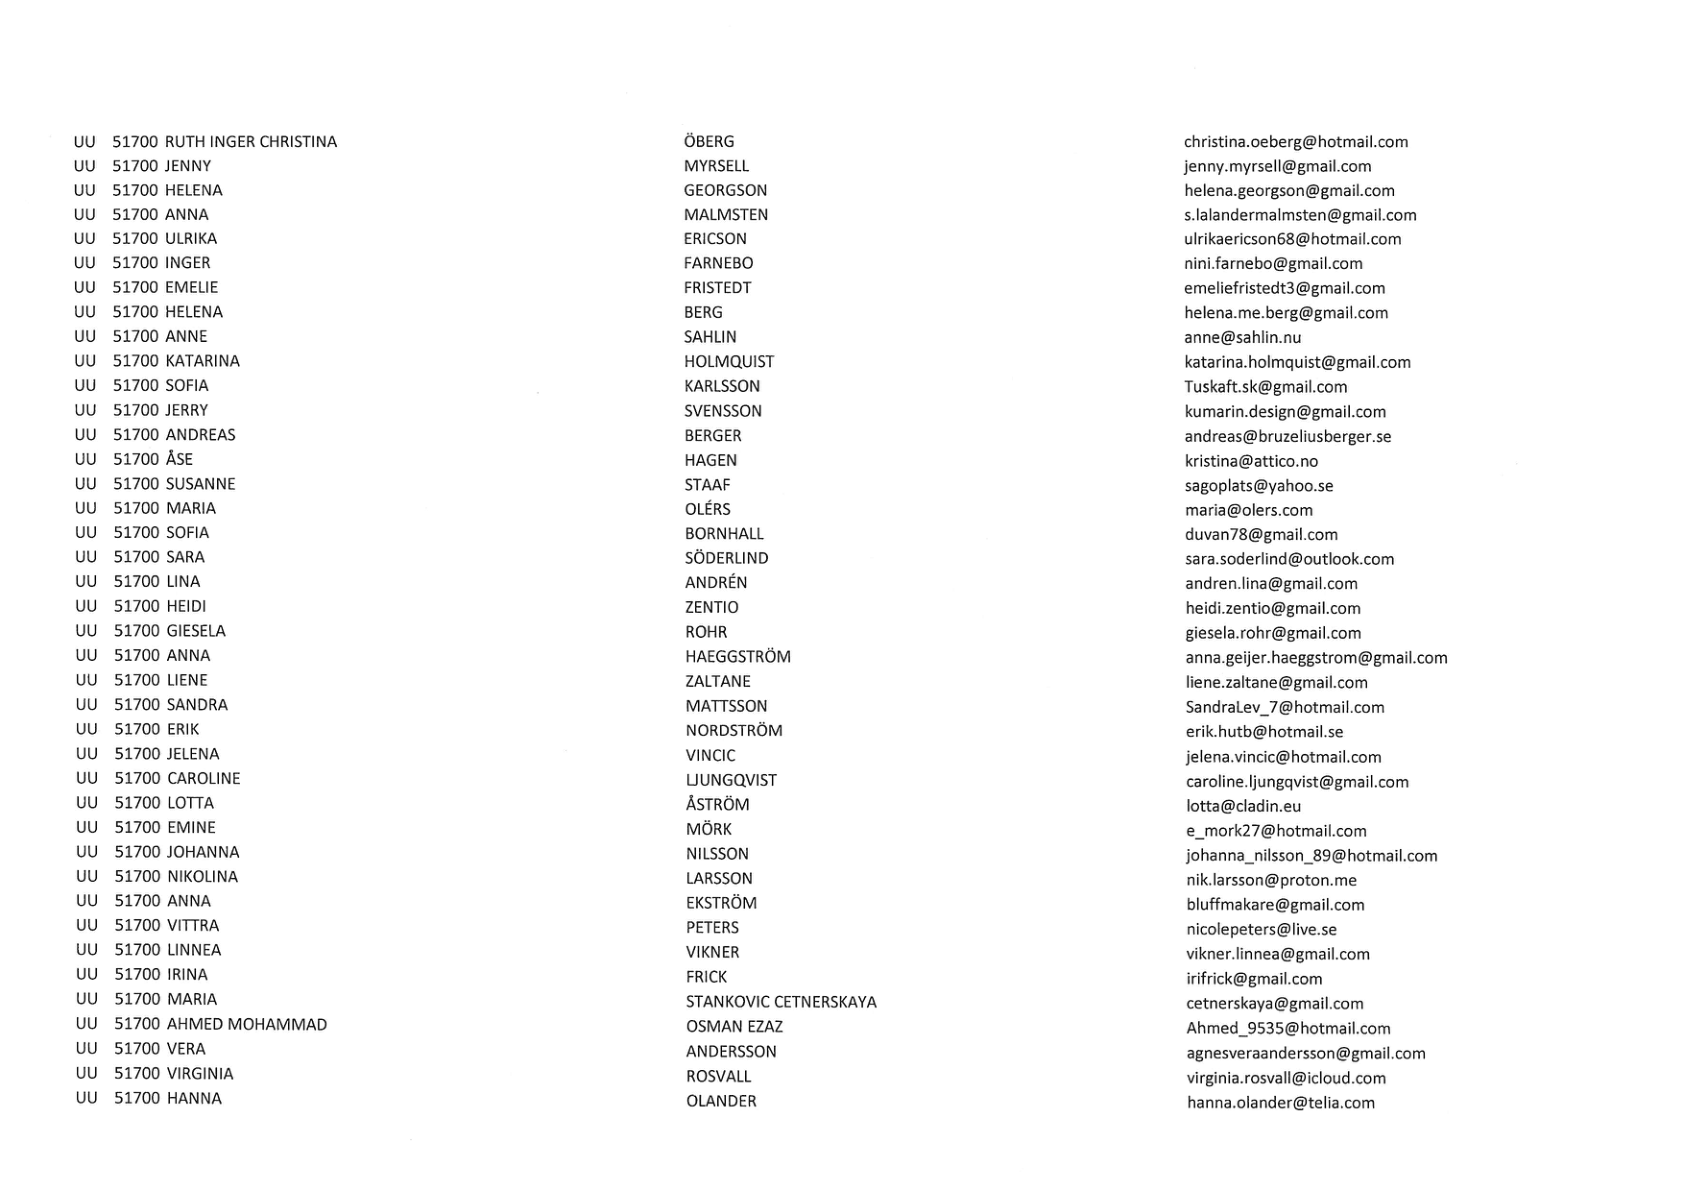 UU 51700 RUTH INGER CHRISTINA ÖBERG christina.oeberg@hotmail.com
UU 51700 JENNY MYRSELL jenny.myrsell@gmail.com
UU 51700 HELENA GEORGSON helena.georgson@gmail.com
UU 51700 ANNA MALMSTEN s.lalandermalmsten@gmail.com
UU 51700 ULRIKA ERICSON ulrikaericson68@hotmail.com
UU 51700 INGER FARNEBO nini.farnebo@gmail.com
UU 51700 EMELIE FRISTEDT emeliefristedt3@gmail.com
UU 51700 HELENA BERG helena.me.berg@gmail.com
UU 51700 ANNE SAHLIN anne@sahlin.nu
UU 51700 KATARINA HOLMQUIST katarina.holmquist@gmail.com
UU 51700 SOFIA KARLSSON Tuskaft.sk@gmail.com
UU 51700 JERRY SVENSSON kumarin.design@gmail.com
UU 51700 ANDREAS BERGER andreas@bruzeliusberger.se
UU 51700 ÅSE HAGEN kristina@attico.no
UU 51700 SUSANNE STAAF sagoplats@yahoo.se
UU 51700 MARIA OLÉRS maria@olers.com
UU 51700 SOFIA BORNHALL duvan78@gmail.com
UU 51700 SARA SÖDERLIND sara.soderlind@outlook.com
UU 51700 LINA ANDRÉN andren.lina@gmail.com
UU 51700 HEIDI ZENTIO heidi.zentio@gmail.com
UU 51700 GIESELA ROHR giesela.rohr@gmail.com
UU 51700 ANNA HAEGGSTRÖM anna.geijer.haeggstrom@gmail.com
UU 51700 LIENE ZALTANE liene.zaltane@gmail.com
UU 51700 SANDRA MATTSSON SandraLev_7@hotmail.com
UU 51700 ERIK NORDSTRÖM erik.hutb@hotmail.se
UU 51700 JELENA VINCIC jelena.vincic@hotmail.com
UU 51700 CAROLINE LJUNGQVIST caroline.ljungqvist@gmail.com
UU 51700 LOTTA ÅSTRÖM lotta@cladin.eu
UU 51700 EMINE MÖRK e_mork27@hotmail.com
UU 51700 JOHANNA NILSSON johanna_nilsson_89@hotmail.com
UU 51700 NIKOLINA LARSSON nik.larsson@proton.me
UU 51700 ANNA EKSTRÖM bluffmakare@gmail.com
UU 51700 VITTRA PETERS nicolepeters@live.se
UU 51700 LINNEA VIKNER vikner.linnea@gmail.com
UU 51700 IRINA FRICK irifrick@gmail.com
UU 51700 MARIA STANKOVIC CETNERSKAYA cetnerskaya@gmail.com
UU 51700 AHMED MOHAMMAD OSMAN EZAZ Ahmed_9535@hotmail.com
UU 51700 VERA ANDERSSON agnesveraandersson@gmail.com
UU 51700 VIRGINIA ROSVALL virginia.rosvall@icloud.com
UU 51700 HANNA OLANDER hanna.olander@telia.com